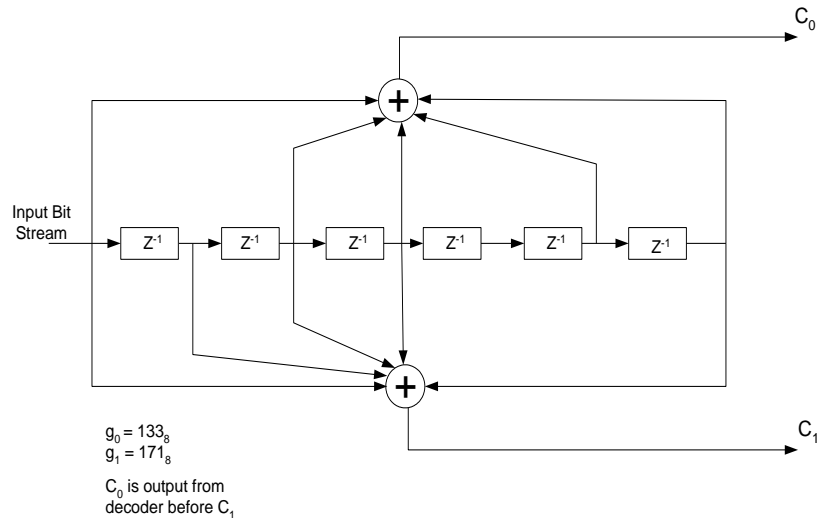 C₀
+
Input Bit
Stream
Z⁻¹ Z⁻¹ Z⁻¹ Z⁻¹ Z⁻¹ Z⁻¹
+
g₀ = 133₈
g₁ = 171₈
C₁
C₀ is output from
decoder before C₁